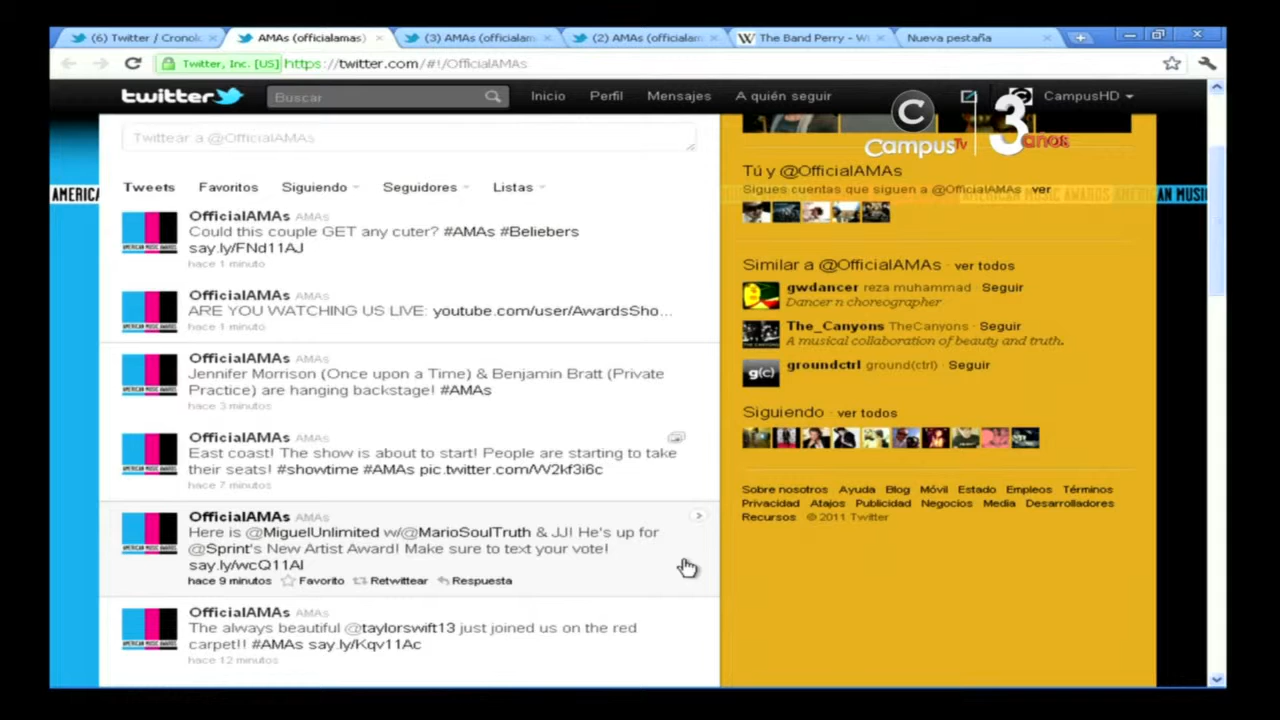 (6) Twitter / Cronolo
AMAs (officialamas)
(3) AMAs (officialam
(2) AMAs (officialam
The Band Perry - Wi
Nueva pestaña
Twitter, Inc. [US]
https://twitter.com/#!/OfficialAMAs
twitter
Buscar
Inicio Perfil Mensajes A quién seguir
CampusHD
C
CampusTV
3 años
Twittear a @OfficialAMAs
AMERICAN
Tweets Favoritos Siguiendo Seguidores Listas
OfficialAMAs AMAs
Could this couple GET any cuter? #AMAs #Beliebers
say.ly/FNd11AJ
hace 1 minuto
OfficialAMAs AMAs
ARE YOU WATCHING US LIVE: youtube.com/user/AwardsSho...
hace 1 minuto
OfficialAMAs AMAs
Jennifer Morrison (Once upon a Time) & Benjamin Bratt (Private
Practice) are hanging backstage! #AMAs
hace 3 minutos
OfficialAMAs AMAs
East coast! The show is about to start! People are starting to take
their seats! #showtime #AMAs pic.twitter.com/W2kf3i6c
hace 7 minutos
OfficialAMAs AMAs
Here is @MiguelUnlimited w/@MarioSoulTruth & JJ! He's up for
@Sprint's New Artist Award! Make sure to text your vote!
say.ly/wcQ11AI
hace 9 minutos Favorito Retwittear Respuesta
OfficialAMAs AMAs
The always beautiful @taylorswift13 just joined us on the red
carpet!! #AMAs say.ly/Kqv11Ac
hace 12 minutos
Tú y @OfficialAMAs
Sigues cuentas que siguen a @OfficialAMAs ver
AMERICAN MUSIC AWARDS AMERICAN MUSIC
Similar a @OfficialAMAs · ver todos
gwdancer reza muhammad · Seguir
Dancer n choreographer
The_Canyons TheCanyons · Seguir
A musical collaboration of beauty and truth.
g(c)
groundctrl ground(ctrl) · Seguir
Siguiendo · ver todos
Sobre nosotros Ayuda Blog Móvil Estado Empleos Términos
Privacidad Atajos Publicidad Negocios Media Desarrolladores
Recursos © 2011 Twitter